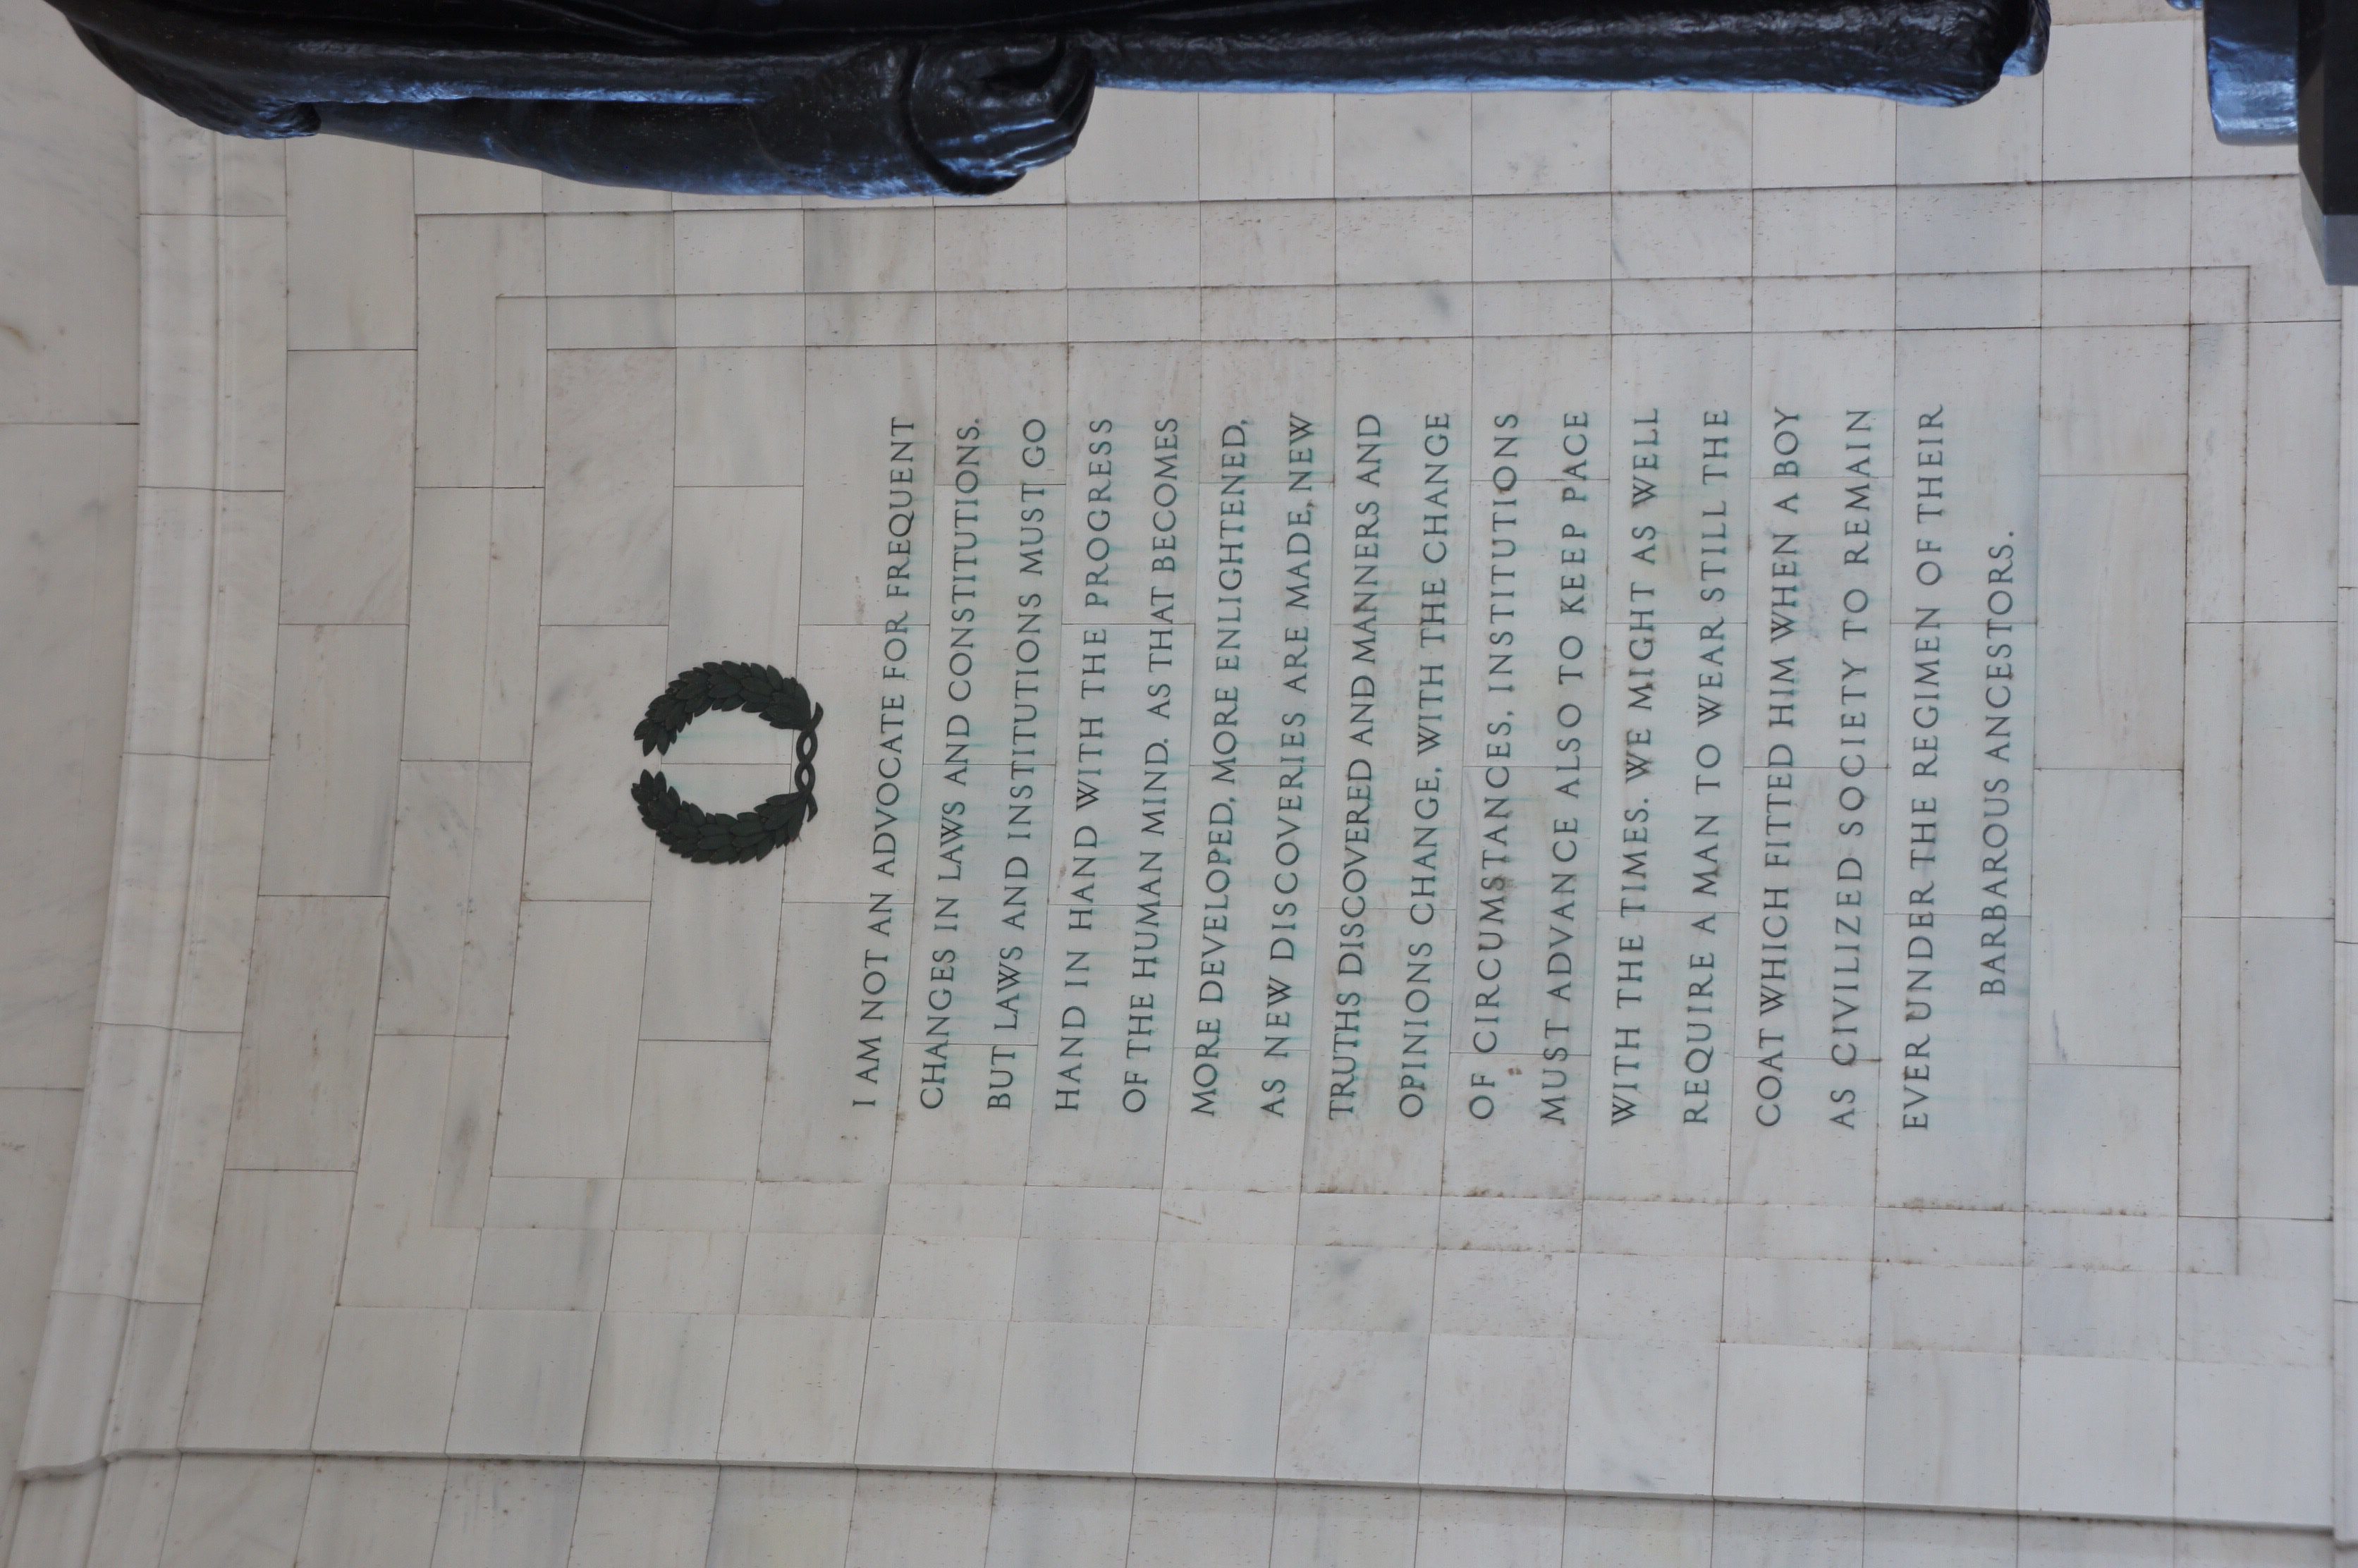 I AM NOT AN ADVOCATE FOR FREQUENT
CHANGES IN LAWS AND CONSTITUTIONS.
BUT LAWS AND INSTITUTIONS MUST GO
HAND IN HAND WITH THE PROGRESS
OF THE HUMAN MIND. AS THAT BECOMES
MORE DEVELOPED, MORE ENLIGHTENED,
AS NEW DISCOVERIES ARE MADE, NEW
TRUTHS DISCOVERED AND MANNERS AND
OPINIONS CHANGE, WITH THE CHANGE
OF CIRCUMSTANCES, INSTITUTIONS
MUST ADVANCE ALSO TO KEEP PACE
WITH THE TIMES. WE MIGHT AS WELL
REQUIRE A MAN TO WEAR STILL THE
COAT WHICH FITTED HIM WHEN A BOY
AS CIVILIZED SOCIETY TO REMAIN
EVER UNDER THE REGIMEN OF THEIR
BARBAROUS ANCESTORS.